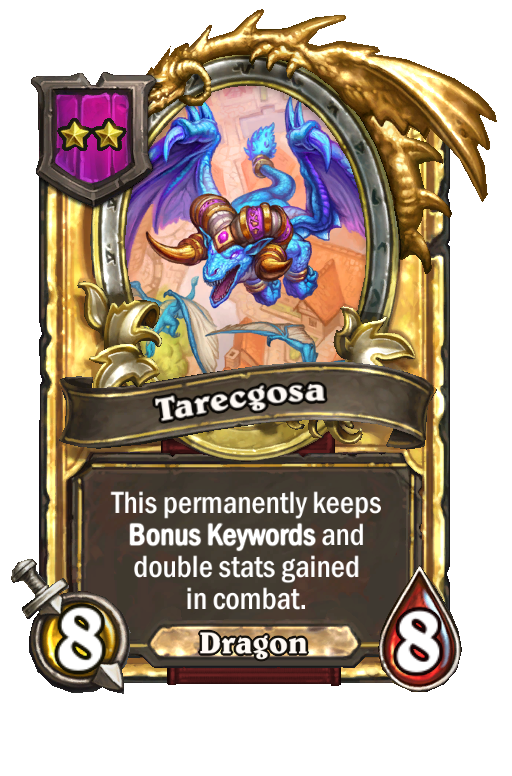 Tarecgosa
This permanently keeps
Bonus Keywords and
double stats gained
in combat.
8
Dragon
8